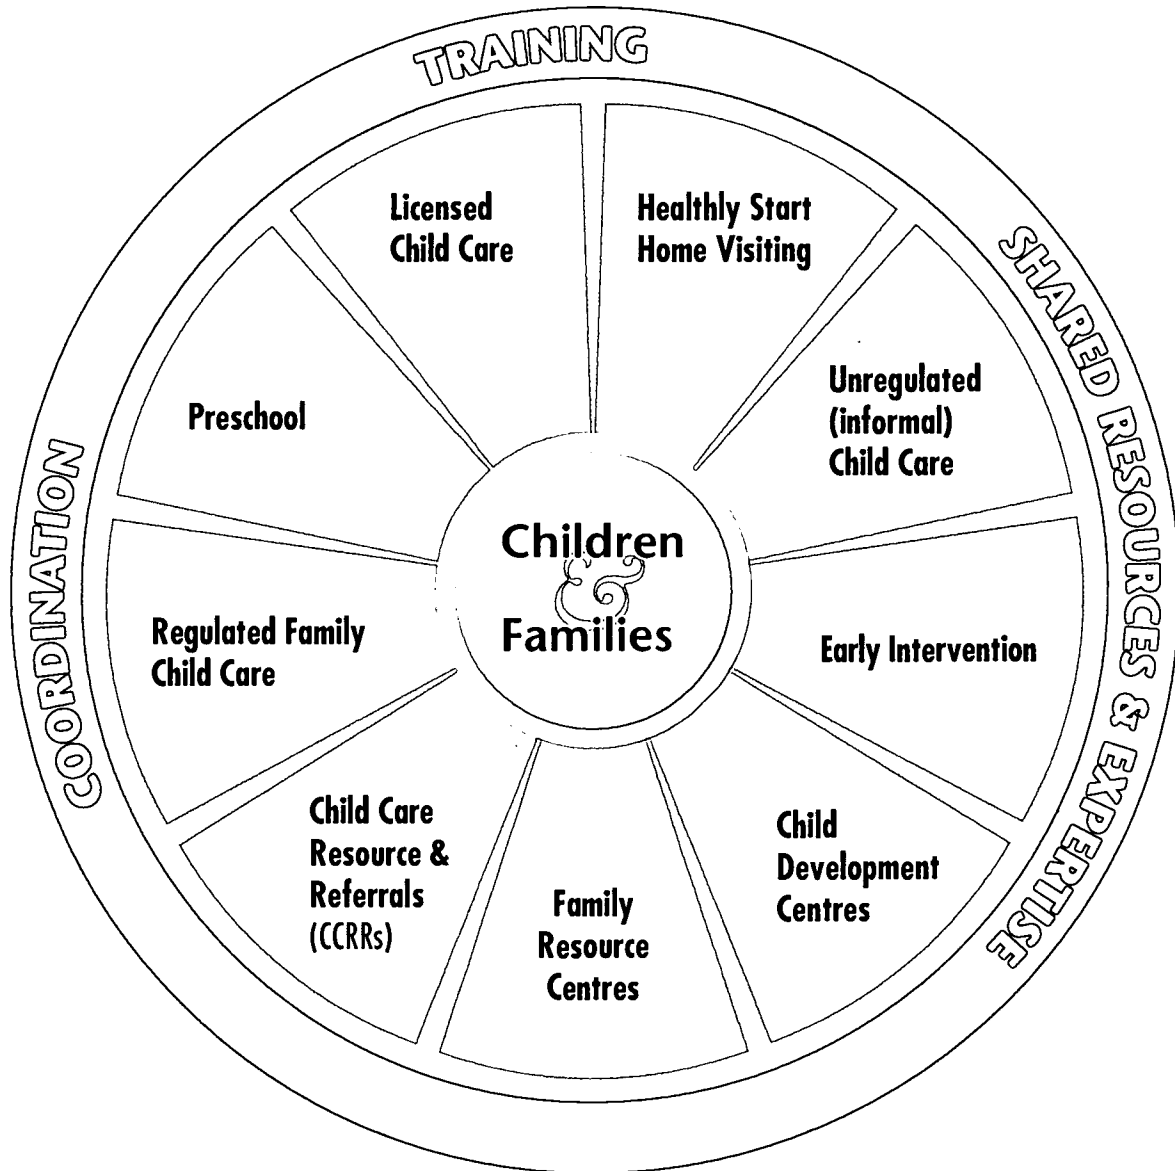 TRAINING
SHARED RESOURCES & EXPERTISE
COORDINATION
Licensed
Child Care
Healthly Start
Home Visiting
Unregulated
(informal)
Child Care
Early Intervention
Child
Development
Centres
Family
Resource
Centres
Child Care
Resource &
Referrals
(CCRRs)
Regulated Family
Child Care
Preschool
Children
&
Families